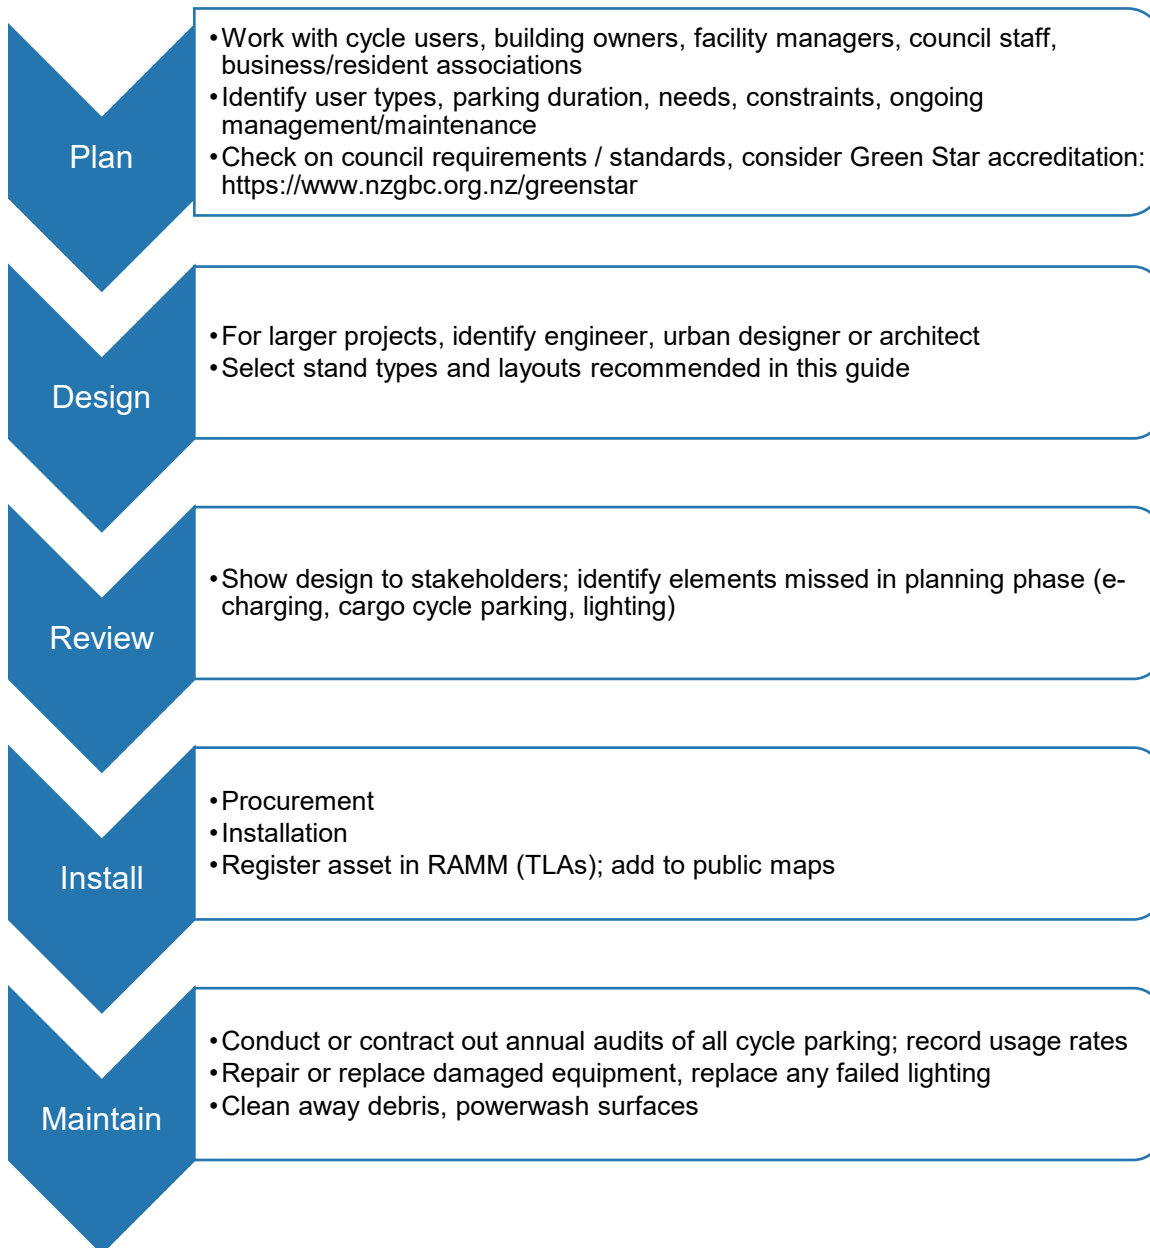 Plan
•Work with cycle users, building owners, facility managers, council staff,
business/resident associations
•Identify user types, parking duration, needs, constraints, ongoing
management/maintenance
•Check on council requirements / standards, consider Green Star accreditation:
https://www.nzgbc.org.nz/greenstar
Design
•For larger projects, identify engineer, urban designer or architect
•Select stand types and layouts recommended in this guide
Review
•Show design to stakeholders; identify elements missed in planning phase (e-
charging, cargo cycle parking, lighting)
Install
•Procurement
•Installation
•Register asset in RAMM (TLAs); add to public maps
Maintain
•Conduct or contract out annual audits of all cycle parking; record usage rates
•Repair or replace damaged equipment, replace any failed lighting
•Clean away debris, powerwash surfaces